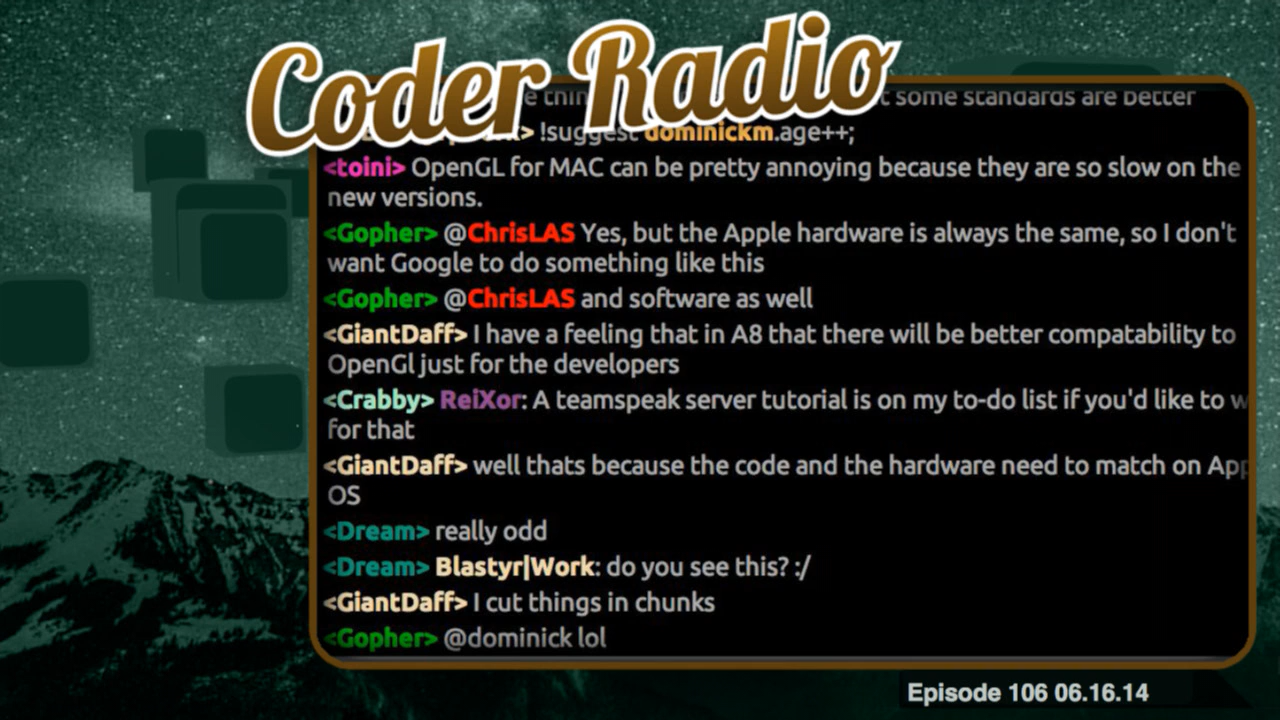 Coder Radio
some standards are better
> !suggest dominickm.age++;
<toini> OpenGL for MAC can be pretty annoying because they are so slow on the
new versions.
<Gopher> @ChrisLAS Yes, but the Apple hardware is always the same, so I don't
want Google to do something like this
<Gopher> @ChrisLAS and software as well
<GiantDaff> I have a feeling that in A8 that there will be better compatability to
OpenGl just for the developers
<Crabby> ReiXor: A teamspeak server tutorial is on my to-do list if you'd like to w
for that
<GiantDaff> well thats because the code and the hardware need to match on App
OS
<Dream> really odd
<Dream> Blastyr|Work: do you see this? :/
<GiantDaff> I cut things in chunks
<Gopher> @dominick lol
Episode 106 06.16.14